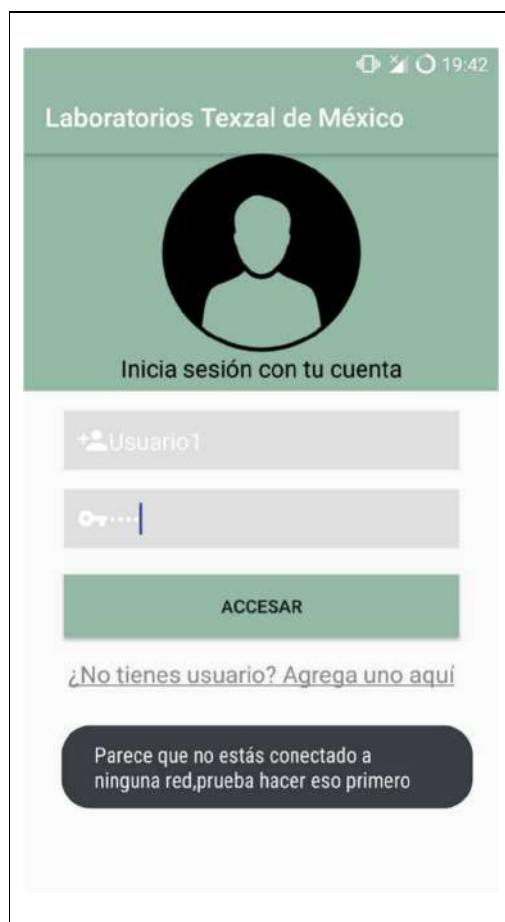 19:42
Laboratorios Texzal de México
Inicia sesión con tu cuenta
Usuario1
ACCESAR
¿No tienes usuario? Agrega uno aquí
Parece que no estás conectado a
ninguna red,prueba hacer eso primero